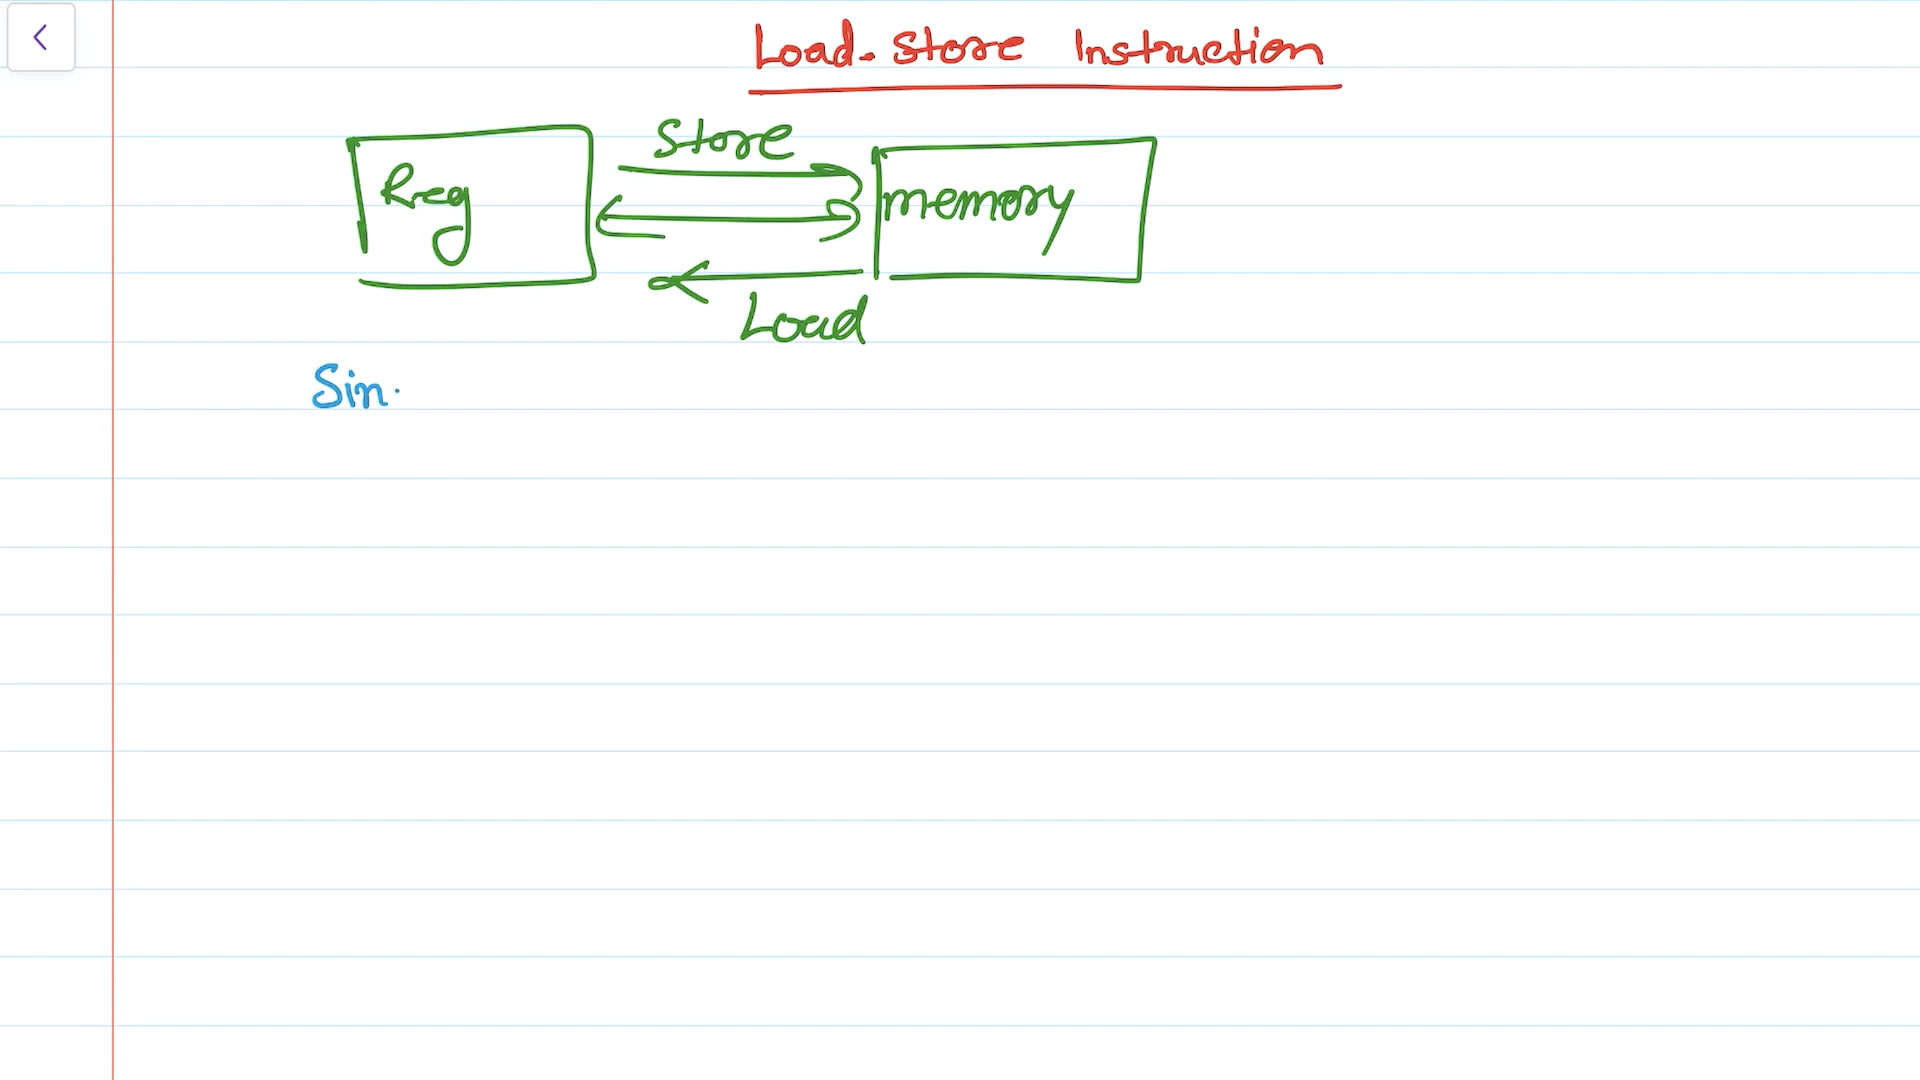 Load-Store Instruction
Store
Reg
memory
Load
Sin.